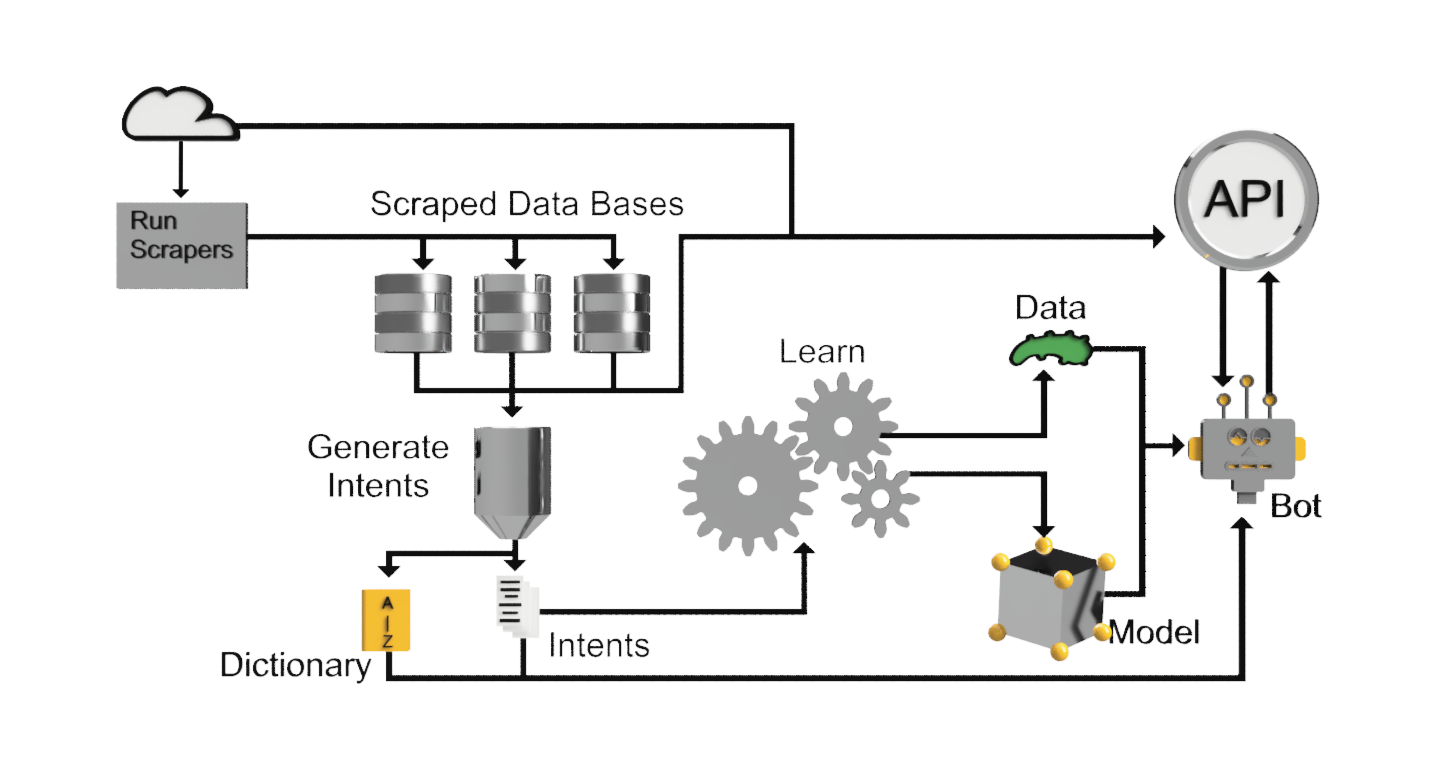 Run
Scrapers
Scraped Data Bases
API
Data
Learn
Generate
Intents
Bot
A
|
Z
Dictionary
Intents
Model